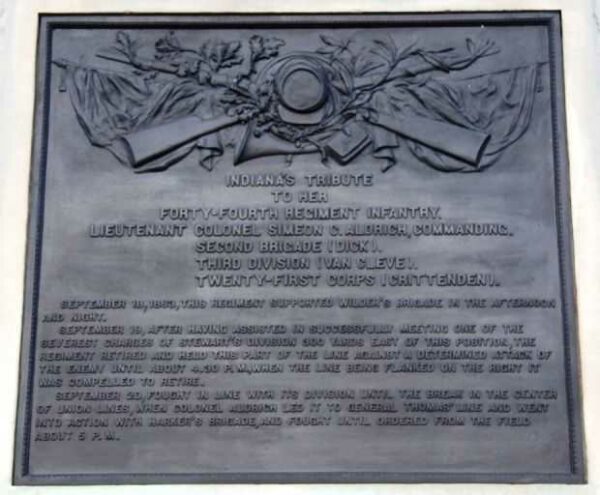 INDIANA'S TRIBUTE
TO HER
FORTY-FOURTH REGIMENT INFANTRY.
LIEUTENANT COLONEL SIMEON C. ALDRICH, COMMANDING.
SECOND BRIGADE (DICK).
THIRD DIVISION (VAN CLEVE).
TWENTY-FIRST CORPS (CRITTENDEN).
SEPTEMBER 18, 1863, THIS REGIMENT SUPPORTED WILDER'S BRIGADE IN THE AFTERNOON
AND NIGHT.
SEPTEMBER 19, AFTER HAVING ASSISTED IN SUCCESSFULLY MEETING ONE OF THE
SEVEREST CHARGES OF STEWART'S DIVISION 300 YARDS EAST OF THIS POSITION, THE
REGIMENT RETIRED AND HELD THIS PART OF THE LINE AGAINST A DETERMINED ATTACK OF
THE ENEMY UNTIL ABOUT 4.30 P.M., WHEN THE LINE BEING FLANKED ON THE RIGHT IT
WAS COMPELLED TO RETIRE.
SEPTEMBER 20, FOUGHT IN LINE WITH ITS DIVISION UNTIL THE BREAK IN THE CENTER
OF UNION LINES, WHEN COLONEL ALDRICH LED IT TO GENERAL THOMAS' LINE AND WENT
INTO ACTION WITH HARKER'S BRIGADE, AND FOUGHT UNTIL ORDERED FROM THE FIELD
ABOUT 5 P.M.